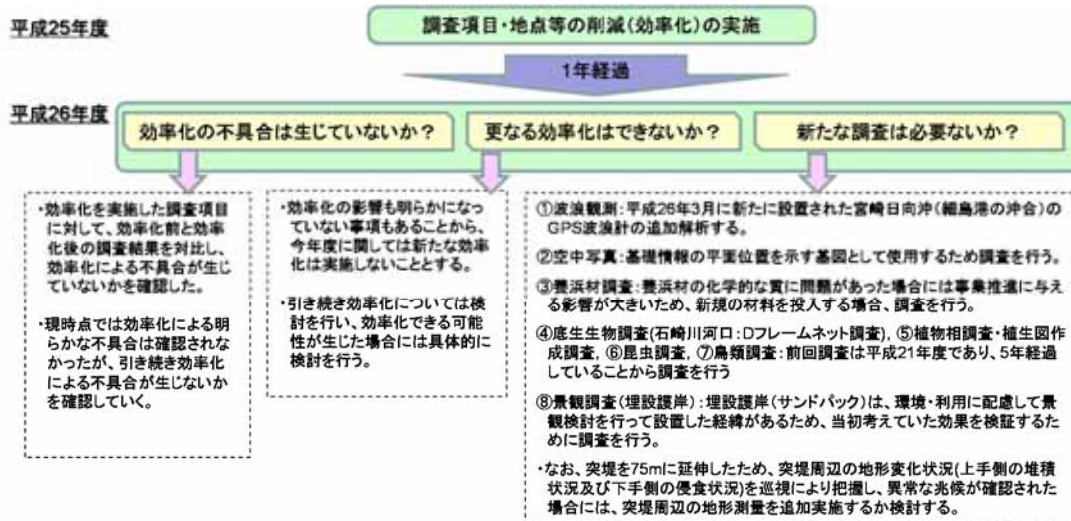 平成25年度
調査項目・地点等の削減(効率化)の実施
1年経過
平成26年度
効率化の不具合は生じていないか?
更なる効率化はできないか?
新たな調査は必要ないか?
・効率化を実施した調査項目
に対して、効率化前と効率
化後の調査結果を対比し、
効率化による不具合が生じ
ていないかを確認した。
・現時点では効率化による明
らかな不具合は確認されな
かったが、引き続き効率化
による不具合が生じないか
を確認していく。
・効率化の影響も明らかになっ
ていない事項もあることから、
今年度に関しては新たな効率
化は実施しないこととする。
・引き続き効率化については検
討を行い、効率化できる可能
性が生じた場合には具体的に
検討を行う。
①波浪観測:平成26年3月に新たに設置された宮崎日向沖(細島港の沖合)の
GPS波浪計の追加解析する。
②空中写真:基礎情報の平面位置を示す基図として使用するため調査を行う。
③養浜材調査:養浜材の化学的な質に問題があった場合には事業推進に与え
る影響が大きいため、新規の材料を投入する場合、調査を行う。
④底生生物調査(石崎川河口:Dフレームネット調査), ⑤植物相調査・植生図作
成調査, ⑥昆虫調査, ⑦鳥類調査:前回調査は平成21年度であり、5年経過
していることから調査を行う
⑧景観調査(埋設護岸):埋設護岸(サンドパック)は、環境・利用に配慮して景
観検討を行って設置した経緯があるため、当初考えていた効果を検証するた
めに調査を行う。
・なお、突堤を75mに延伸したため、突堤周辺の地形変化状況(上手側の堆積
状況及び下手側の侵食状況)を巡視により把握し、異常な兆候が確認された
場合には、突堤周辺の地形測量を追加実施するか検討する。